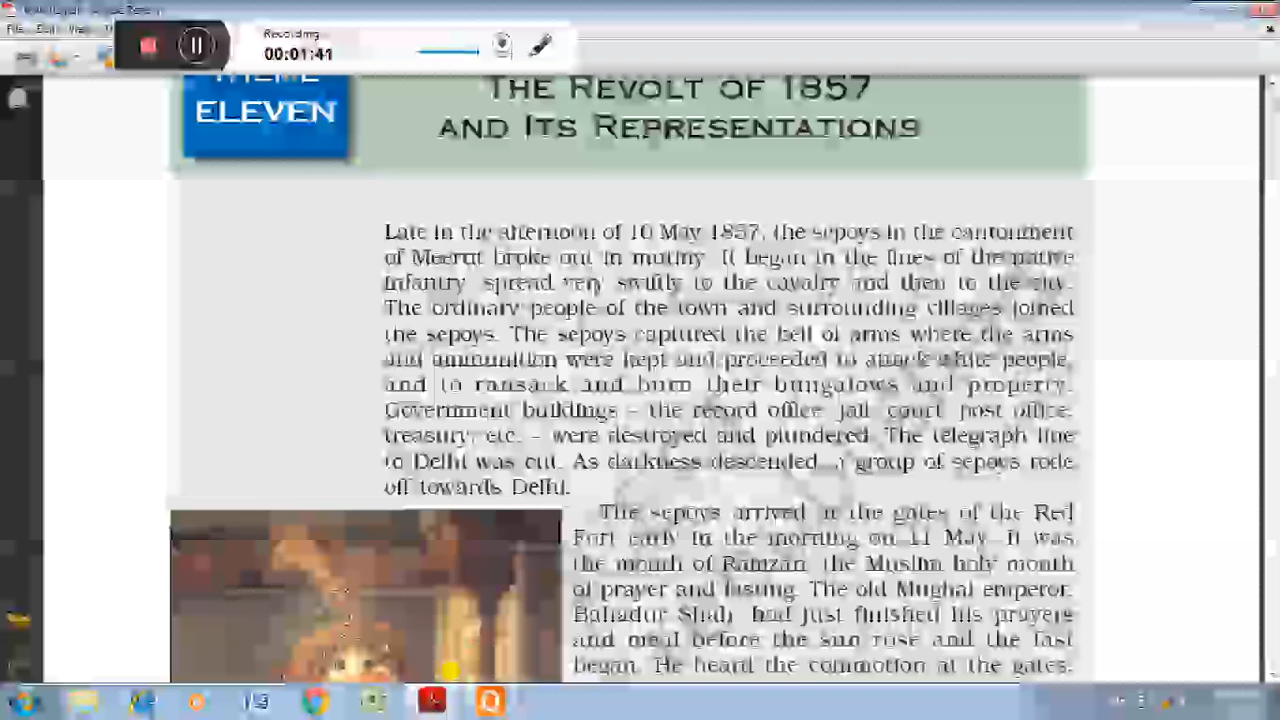 Recording
00:01:41
THEME
ELEVEN
THE REVOLT OF 1857
AND ITS REPRESENTATIONS
Late in the afternoon of 10 May 1857, the sepoys in the cantonment
of Meerut broke out in mutiny. It began in the lines of the native
infantry, spread very swiftly to the cavalry and then to the city.
The ordinary people of the town and surrounding villages joined
the sepoys. The sepoys captured the bell of arms where the arms
and ammunition were kept and proceeded to attack white people,
and to ransack and burn their bungalows and property.
Government buildings – the record office, jail, court, post office,
treasury, etc. – were destroyed and plundered. The telegraph line
to Delhi was cut. As darkness descended, a group of sepoys rode
off towards Delhi.
The sepoys arrived at the gates of the Red
Fort early in the morning on 11 May. It was
the month of Ramzan, the Muslim holy month
of prayer and fasting. The old Mughal emperor,
Bahadur Shah, had just finished his prayers
and meal before the sun rose and the fast
began. He heard the commotion at the gates.